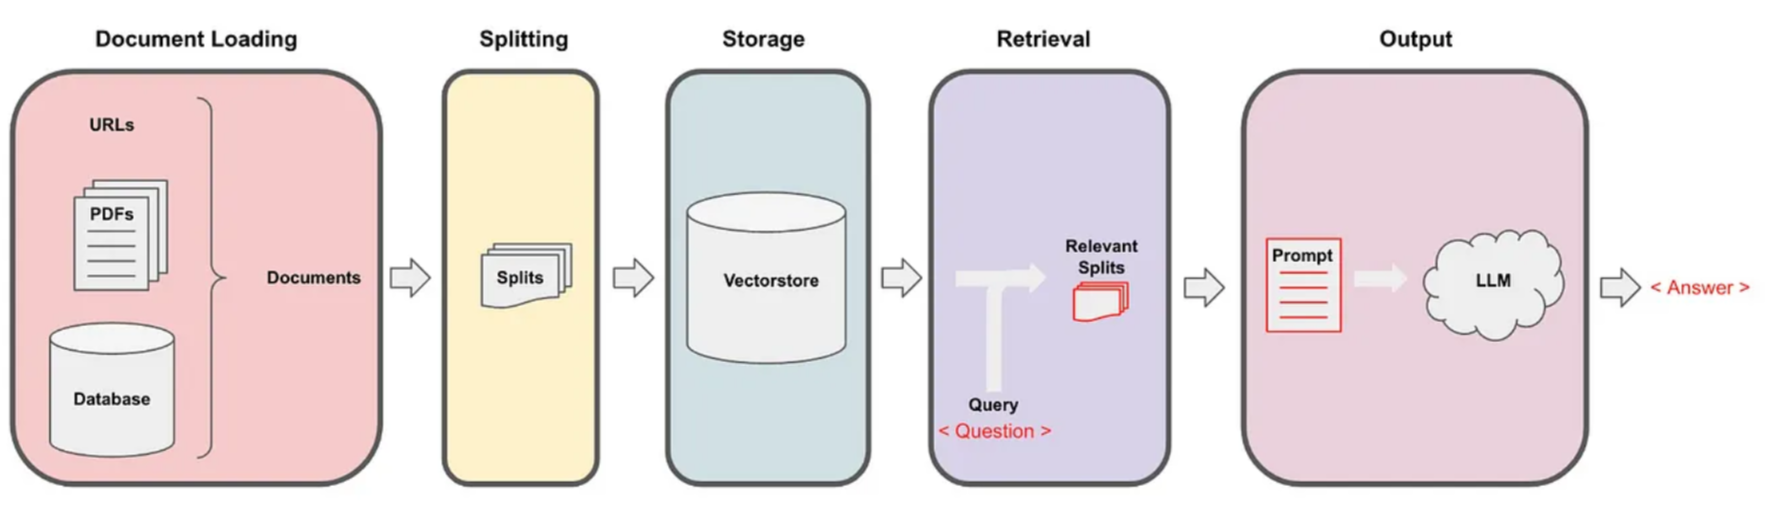 Document Loading
Splitting
Storage
Retrieval
Output
URLs
PDFs
Documents
Database
Splits
Vectorstore
Relevant
Splits
Query
< Question >
Prompt
LLM
< Answer >